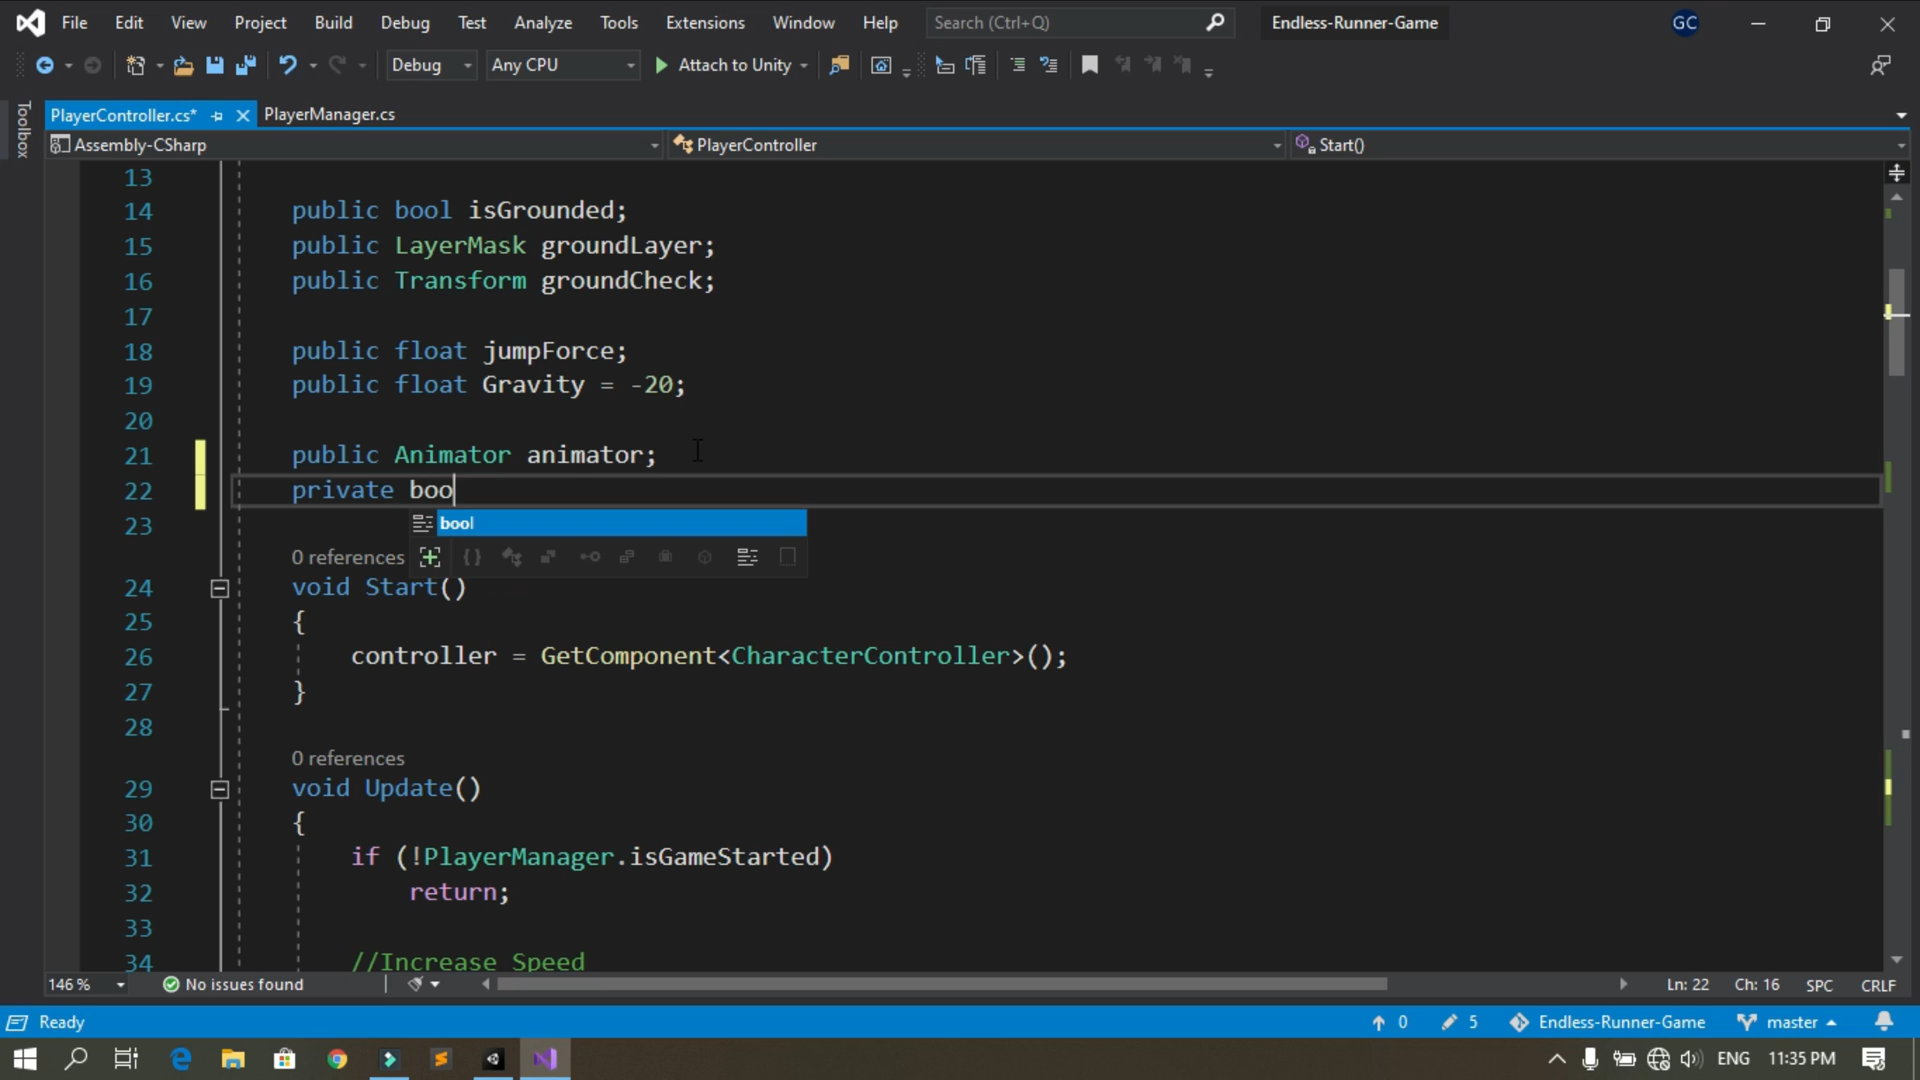 File Edit View Project Build Debug Test Analyze Tools Extensions Window Help Search (Ctrl+Q) Endless-Runner-Game GC
Debug Any CPU Attach to Unity
Toolbox
PlayerController.cs* PlayerManager.cs
Assembly-CSharp PlayerController Start()
13
14 public bool isGrounded;
15 public LayerMask groundLayer;
16 public Transform groundCheck;
17
18 public float jumpForce;
19 public float Gravity = -20;
20
21 public Animator animator;
22 private boo
bool
23
0 references
24 void Start()
25 {
26 controller = GetComponent<CharacterController>();
27 }
28
0 references
29 void Update()
30 {
31 if (!PlayerManager.isGameStarted)
32 return;
33
34 //Increase Speed
146 % No issues found Ln: 22 Ch: 16 SPC CRLF
Ready 0 5 Endless-Runner-Game master
ENG 11:35 PM